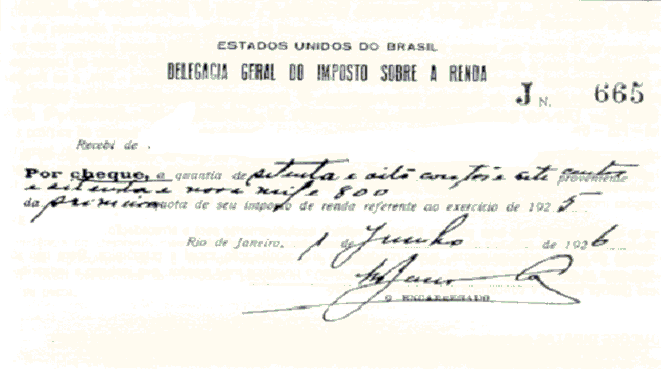 ESTADOS UNIDOS DO BRASIL
DELEGACIA GERAL DO IMPOSTO SOBRE A RENDA
J N. 665
Recebi de
Por cheque, a quantia de setenta e oito contos e sete centos proveniente
e setenta e nove mil e 800
da primeira quota de seu imposto de renda referente ao exercicio de 1925
Rio de Janeiro, 1 de Junho de 1926
O ENCARREGADO